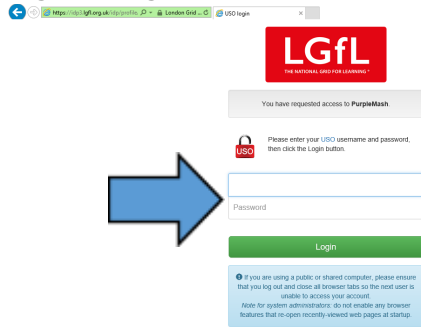 https://idp3.lgfl.org.uk/idp/profile. London Grid ... USO login
LGfL
THE NATIONAL GRID FOR LEARNING
You have requested access to PurpleMash.
USO
Please enter your USO username and password,
then click the Login button.
Password
Login
If you are using a public or shared computer, please ensure
that you log out and close all browser tabs so the next user is
unable to access your account.
Note for system administrators: do not enable any browser
features that re-open recently-viewed web pages at startup.